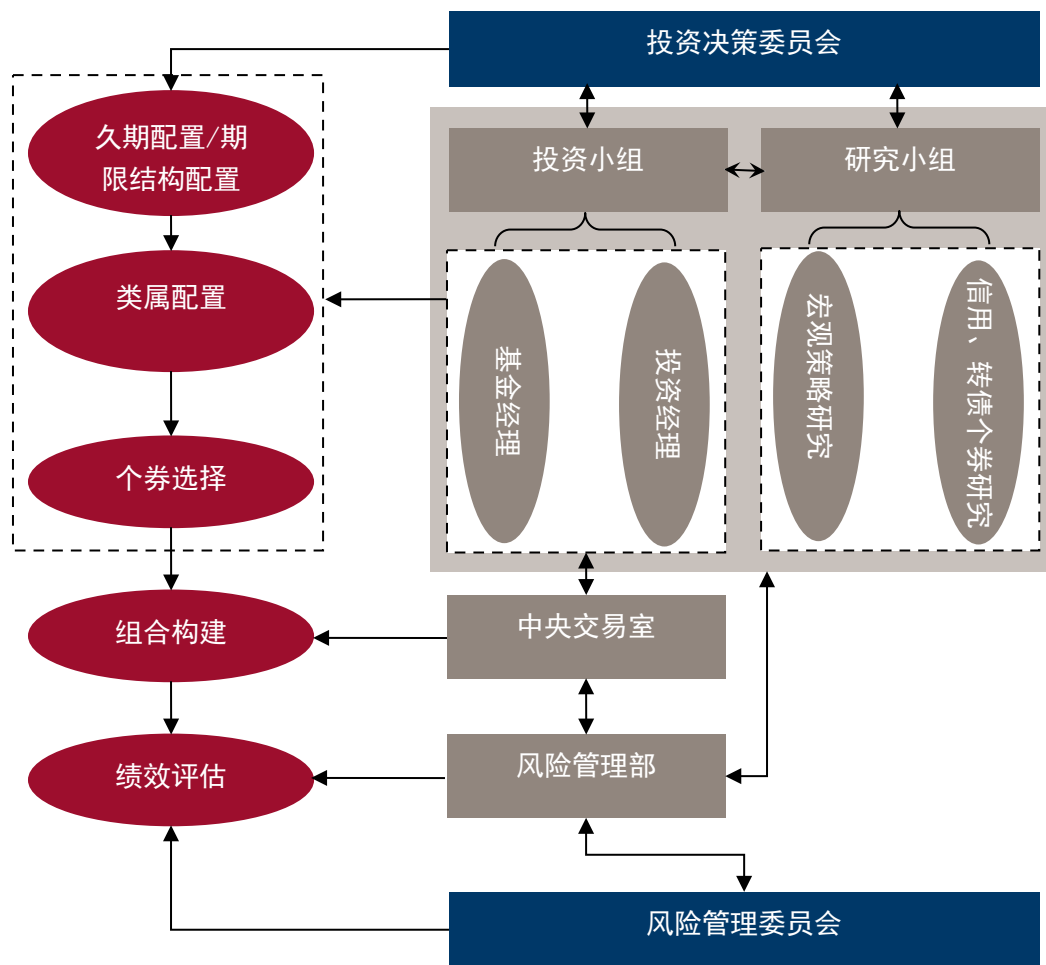 投资决策委员会
久期配置/期
限结构配置
投资小组
研究小组
类属配置
基金经理
投资经理
宏观策略研究
信用、转债个券研究
个券选择
组合构建
中央交易室
绩效评估
风险管理部
风险管理委员会